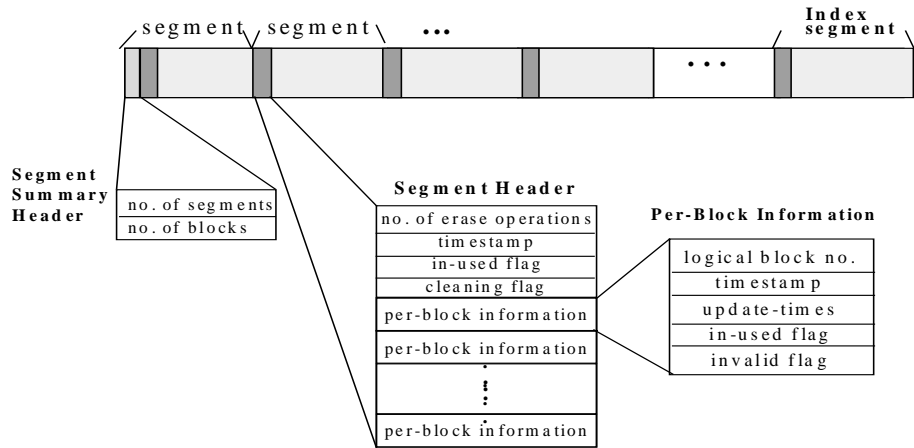 segment segment ... Index segment
...
Segment Summary Header
no. of segments
no. of blocks
Segment Header
no. of erase operations
timestamp
in-used flag
cleaning flag
per-block information
per-block information
per-block information
Per-Block Information
logical block no.
timestamp
update-times
in-used flag
invalid flag